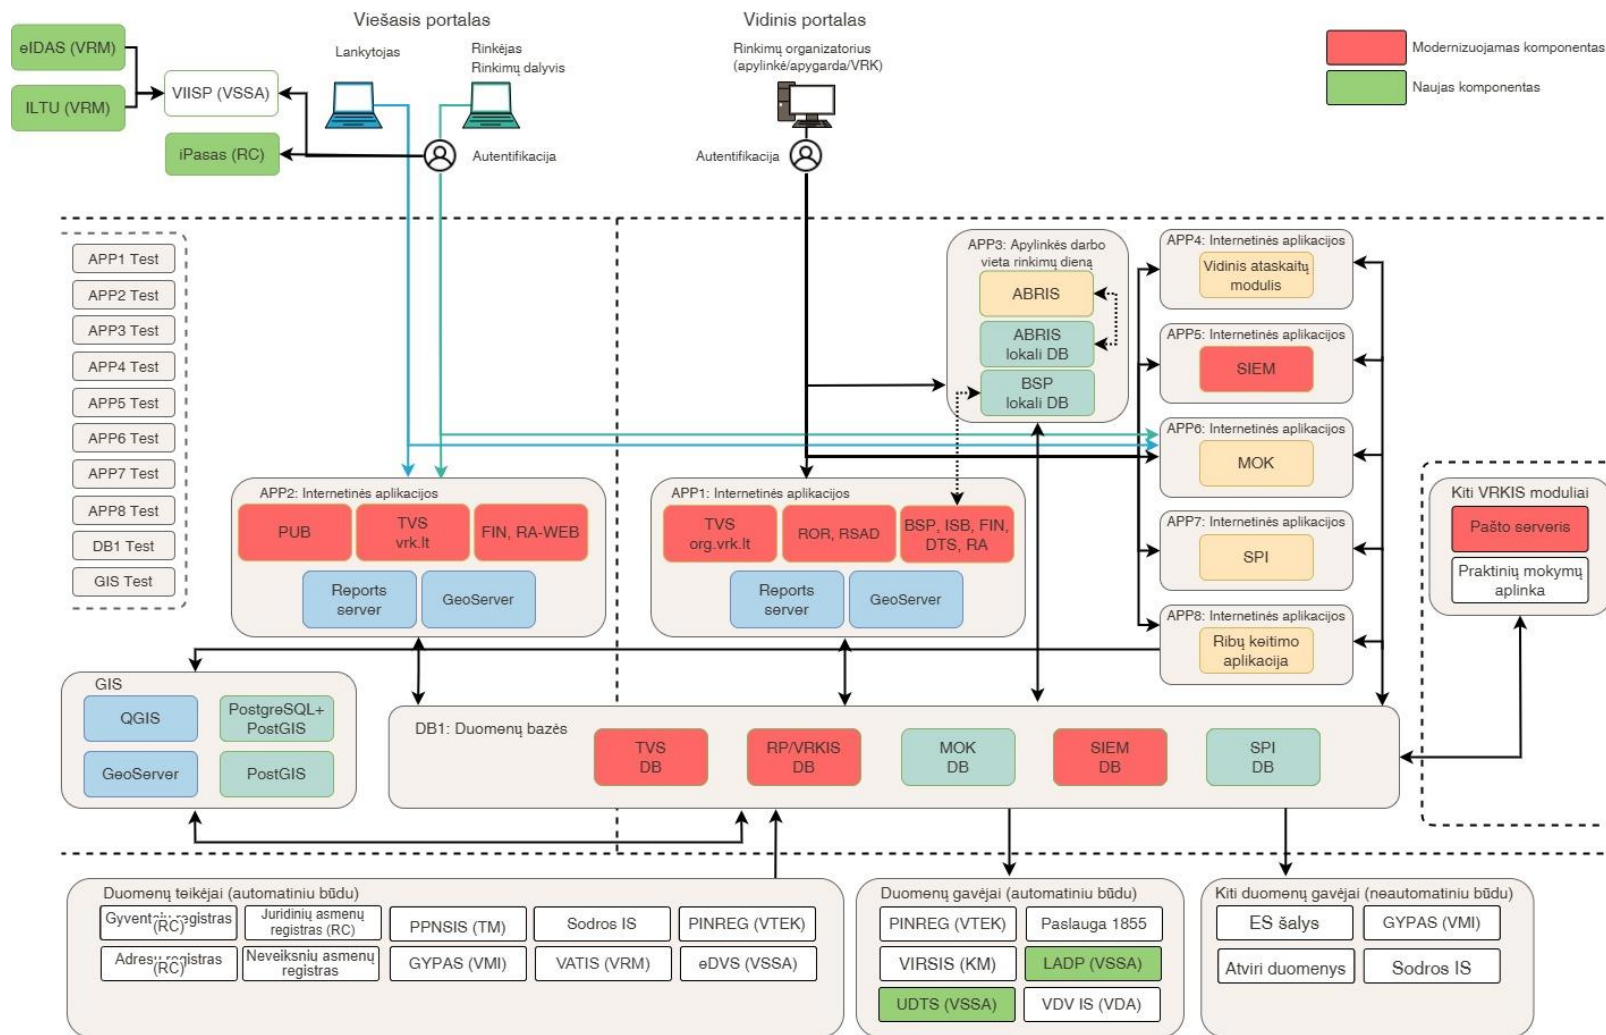 Viešasis portalas
Vidinis portalas
eIDAS (VRM)
ILTU (VRM)
VIISP (VSSA)
iPasas (RC)
Lankytojas
Rinkėjas
Rinkimų dalyvis
Autentifikacija
Rinkimų organizatorius
(apylinkė/apygarda/VRK)
Autentifikacija
Modernizuojamas komponentas
Naujas komponentas
APP1 Test
APP2 Test
APP3 Test
APP4 Test
APP5 Test
APP6 Test
APP7 Test
APP8 Test
DB1 Test
GIS Test
APP3: Apylinkės darbo
vieta rinkimų dieną
ABRIS
ABRIS
lokali DB
BSP
lokali DB
APP4: Internetinės aplikacijos
Vidinis ataskaitų
modulis
APP5: Internetinės aplikacijos
SIEM
APP6: Internetinės aplikacijos
MOK
APP7: Internetinės aplikacijos
SPI
APP8: Internetinės aplikacijos
Ribų keitimo
aplikacija
APP2: Internetinės aplikacijos
PUB
TVS
vrk.lt
FIN, RA-WEB
Reports
server
GeoServer
APP1: Internetinės aplikacijos
TVS
org.vrk.lt
ROR, RSAD
BSP, ISB, FIN,
DTS, RA
Reports
server
GeoServer
Kiti VRKIS moduliai
Pašto serveris
Praktinių mokymų
aplinka
GIS
QGIS
PostgreSQL+
PostGIS
GeoServer
PostGIS
DB1: Duomenų bazės
TVS
DB
RP/VRKIS
DB
MOK
DB
SIEM
DB
SPI
DB
Duomenų teikėjai (automatiniu būdu)
Gyventojų registras
(RC)
Juridinių asmenų
registras (RC)
PPNSIS (TM)
Sodros IS
PINREG (VTEK)
Adresų registras
(RC)
Neveiksnių asmenų
registras
GYPAS (VMI)
VATIS (VRM)
eDVS (VSSA)
Duomenų gavėjai (automatiniu būdu)
PINREG (VTEK)
Paslauga 1855
VIRSIS (KM)
LADP (VSSA)
UDTS (VSSA)
VDV IS (VDA)
Kiti duomenų gavėjai (neautomatiniu būdu)
ES šalys
GYPAS (VMI)
Atviri duomenys
Sodros IS